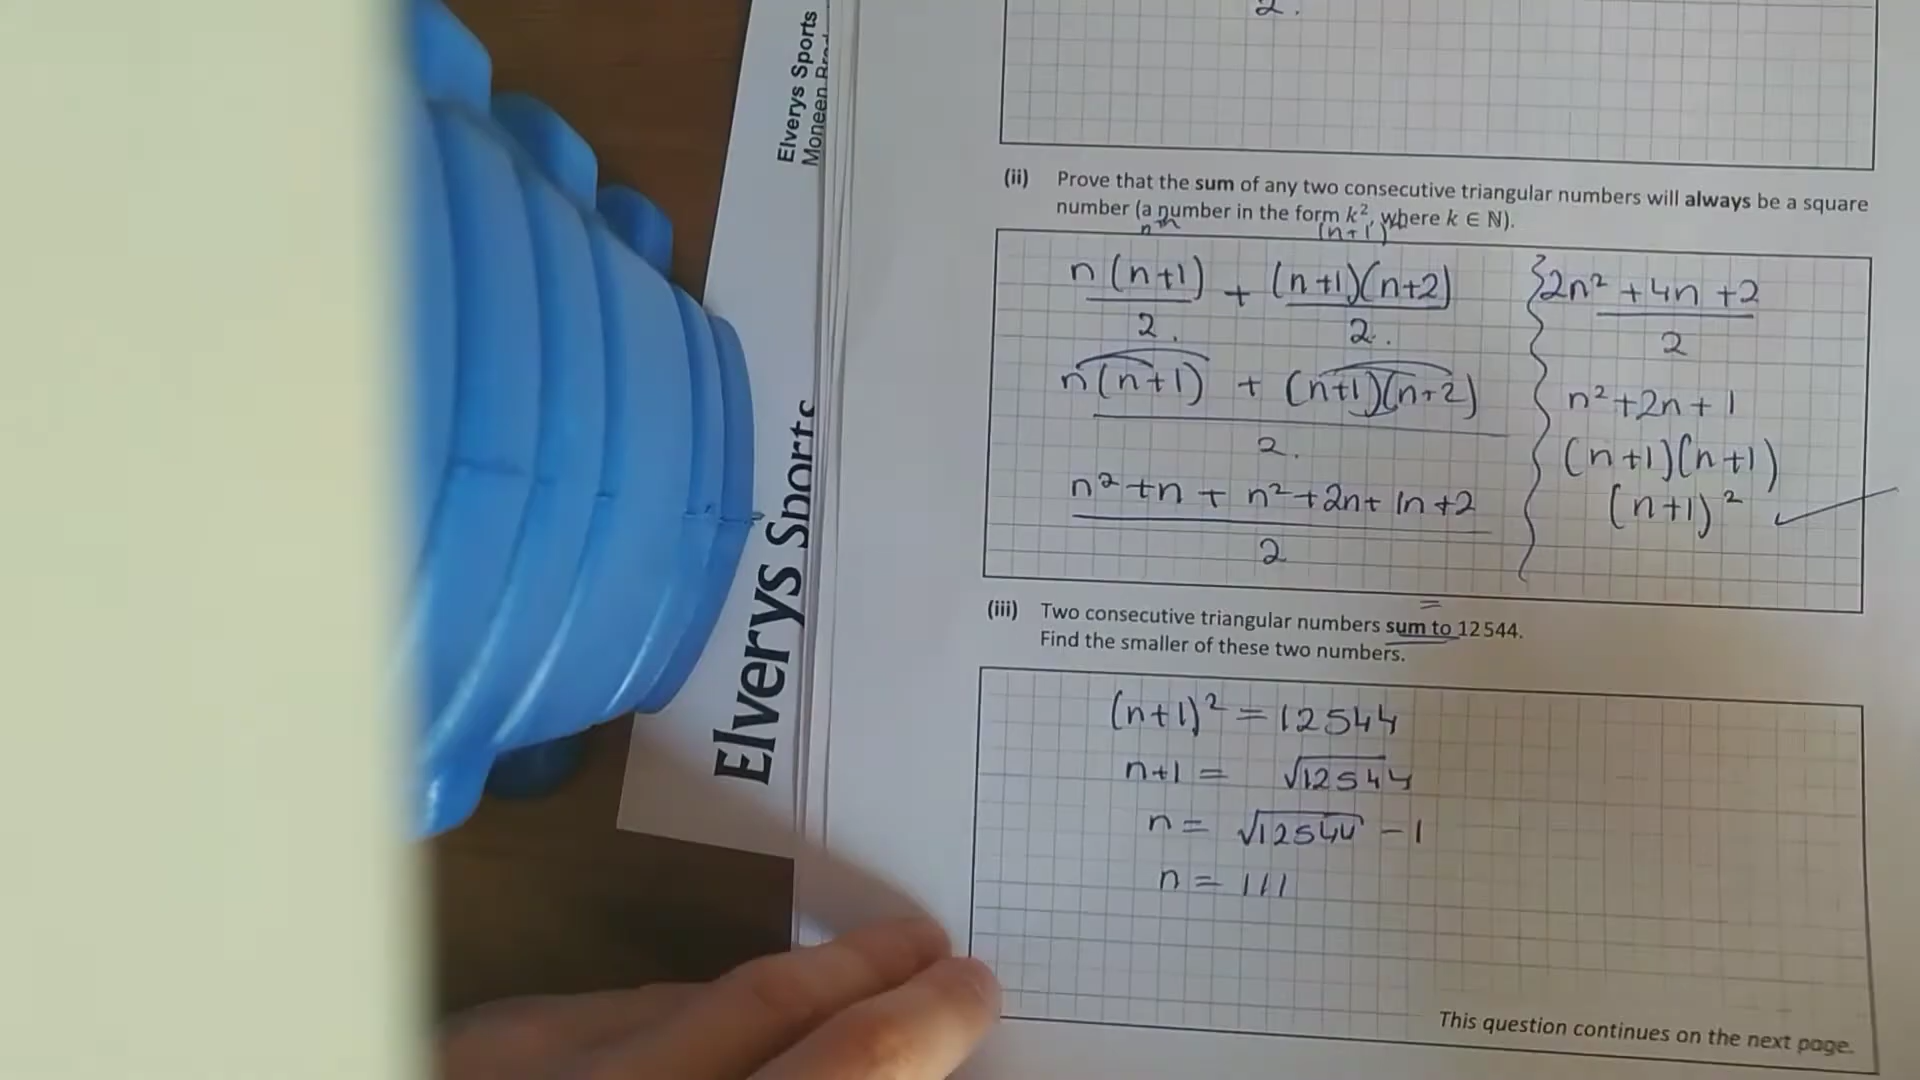 Elverys Sports
Moneen
Elverys Sports
2.
(ii) Prove that the sum of any two consecutive triangular numbers will always be a square
number (a number in the form k², where k ∈ ℕ).
nth (n+1)
n(n+1)/2. + (n+1)(n+2)/2.
n(n+1) + (n+1)(n+2)
2.
n² + n + n² + 2n + 1n + 2
2
2n² + 4n + 2
2
n² + 2n + 1
(n+1)(n+1)
(n+1)²
(iii) Two consecutive triangular numbers sum to 12 544.
Find the smaller of these two numbers.
(n+1)² = 12544
n+1 = √12544
n = √12544 - 1
n = 111
This question continues on the next page.